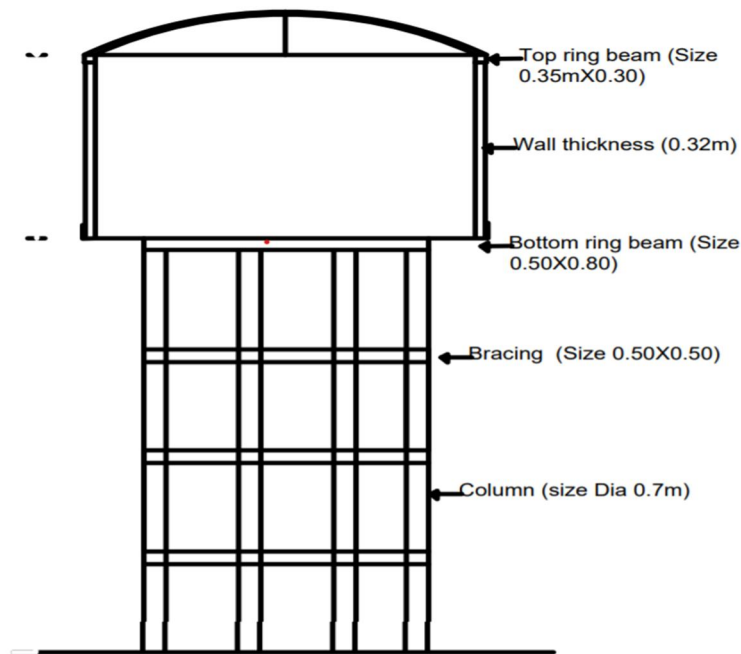 Top ring beam (Size
0.35mX0.30)
Wall thickness (0.32m)
Bottom ring beam (Size
0.50X0.80)
Bracing  (Size 0.50X0.50)
Column (size Dia 0.7m)